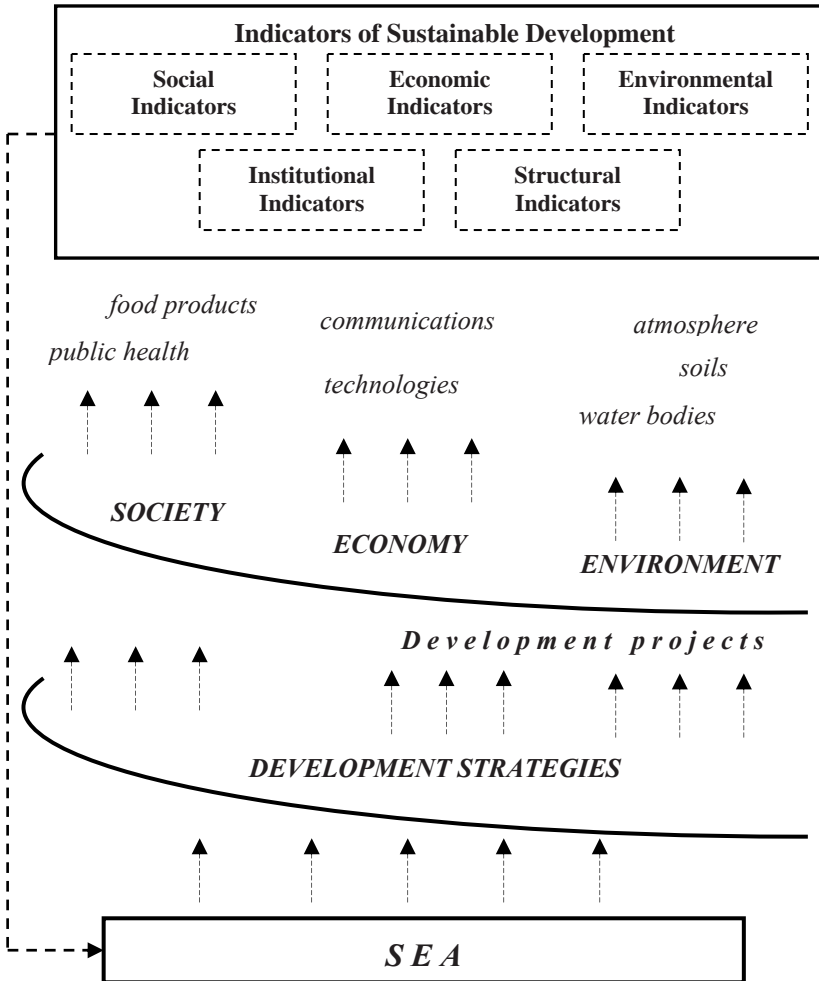 Indicators of Sustainable Development
Social
Indicators
Economic
Indicators
Environmental
Indicators
Institutional
Indicators
Structural
Indicators
food products
public health
communications
technologies
atmosphere
soils
water bodies
SOCIETY
ECONOMY
ENVIRONMENT
Development projects
DEVELOPMENT STRATEGIES
SEA